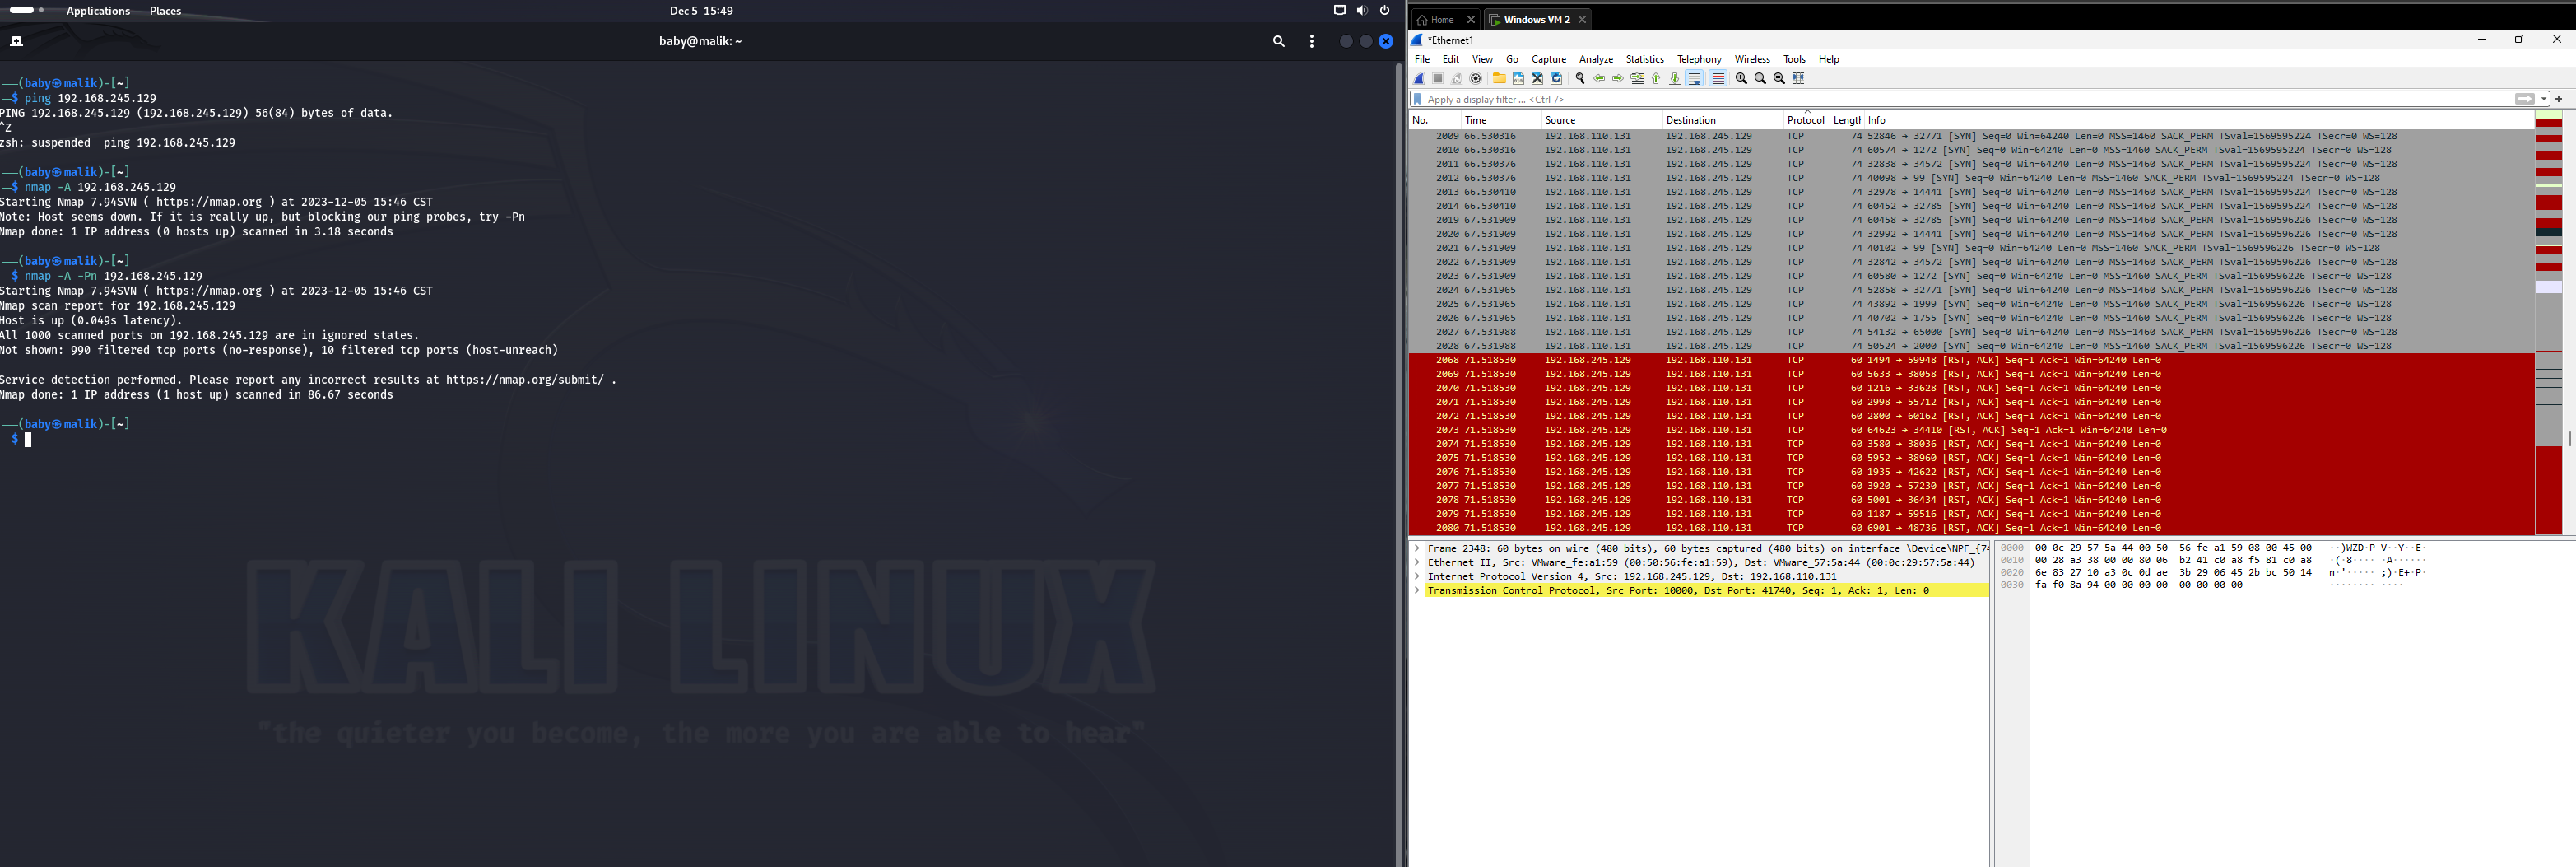 Applications Places
Dec 5 15:49
baby@malik: ~
┌──(baby㉿malik)-[~]
└─$ ping 192.168.245.129
PING 192.168.245.129 (192.168.245.129) 56(84) bytes of data.
^Z
zsh: suspended  ping 192.168.245.129
┌──(baby㉿malik)-[~]
└─$ nmap -A 192.168.245.129
Starting Nmap 7.94SVN ( https://nmap.org ) at 2023-12-05 15:46 CST
Note: Host seems down. If it is really up, but blocking our ping probes, try -Pn
Nmap done: 1 IP address (0 hosts up) scanned in 3.18 seconds
┌──(baby㉿malik)-[~]
└─$ nmap -A -Pn 192.168.245.129
Starting Nmap 7.94SVN ( https://nmap.org ) at 2023-12-05 15:46 CST
Nmap scan report for 192.168.245.129
Host is up (0.049s latency).
All 1000 scanned ports on 192.168.245.129 are in ignored states.
Not shown: 990 filtered tcp ports (no-response), 10 filtered tcp ports (host-unreach)
Service detection performed. Please report any incorrect results at https://nmap.org/submit/ .
Nmap done: 1 IP address (1 host up) scanned in 86.67 seconds
┌──(baby㉿malik)-[~]
└─$
KALI LINUX
"the quieter you become, the more you are able to hear"
Home Windows VM 2
*Ethernet1
File Edit View Go Capture Analyze Statistics Telephony Wireless Tools Help
Apply a display filter ... <Ctrl-/>
No. Time Source Destination Protocol Length Info
2009 66.530316 192.168.110.131 192.168.245.129 TCP 74 52846 → 32771 [SYN] Seq=0 Win=64240 Len=0 MSS=1460 SACK_PERM TSval=1569595224 TSecr=0 WS=128
2010 66.530316 192.168.110.131 192.168.245.129 TCP 74 60574 → 1272 [SYN] Seq=0 Win=64240 Len=0 MSS=1460 SACK_PERM TSval=1569595224 TSecr=0 WS=128
2011 66.530376 192.168.110.131 192.168.245.129 TCP 74 32838 → 34572 [SYN] Seq=0 Win=64240 Len=0 MSS=1460 SACK_PERM TSval=1569595224 TSecr=0 WS=128
2012 66.530376 192.168.110.131 192.168.245.129 TCP 74 40098 → 99 [SYN] Seq=0 Win=64240 Len=0 MSS=1460 SACK_PERM TSval=1569595224 TSecr=0 WS=128
2013 66.530410 192.168.110.131 192.168.245.129 TCP 74 32978 → 14441 [SYN] Seq=0 Win=64240 Len=0 MSS=1460 SACK_PERM TSval=1569595224 TSecr=0 WS=128
2014 66.530410 192.168.110.131 192.168.245.129 TCP 74 60452 → 32785 [SYN] Seq=0 Win=64240 Len=0 MSS=1460 SACK_PERM TSval=1569595224 TSecr=0 WS=128
2019 67.531909 192.168.110.131 192.168.245.129 TCP 74 60458 → 32785 [SYN] Seq=0 Win=64240 Len=0 MSS=1460 SACK_PERM TSval=1569596226 TSecr=0 WS=128
2020 67.531909 192.168.110.131 192.168.245.129 TCP 74 32992 → 14441 [SYN] Seq=0 Win=64240 Len=0 MSS=1460 SACK_PERM TSval=1569596226 TSecr=0 WS=128
2021 67.531909 192.168.110.131 192.168.245.129 TCP 74 40102 → 99 [SYN] Seq=0 Win=64240 Len=0 MSS=1460 SACK_PERM TSval=1569596226 TSecr=0 WS=128
2022 67.531909 192.168.110.131 192.168.245.129 TCP 74 32842 → 34572 [SYN] Seq=0 Win=64240 Len=0 MSS=1460 SACK_PERM TSval=1569596226 TSecr=0 WS=128
2023 67.531909 192.168.110.131 192.168.245.129 TCP 74 60580 → 1272 [SYN] Seq=0 Win=64240 Len=0 MSS=1460 SACK_PERM TSval=1569596226 TSecr=0 WS=128
2024 67.531965 192.168.110.131 192.168.245.129 TCP 74 52858 → 32771 [SYN] Seq=0 Win=64240 Len=0 MSS=1460 SACK_PERM TSval=1569596226 TSecr=0 WS=128
2025 67.531965 192.168.110.131 192.168.245.129 TCP 74 43892 → 1999 [SYN] Seq=0 Win=64240 Len=0 MSS=1460 SACK_PERM TSval=1569596226 TSecr=0 WS=128
2026 67.531965 192.168.110.131 192.168.245.129 TCP 74 40702 → 1755 [SYN] Seq=0 Win=64240 Len=0 MSS=1460 SACK_PERM TSval=1569596226 TSecr=0 WS=128
2027 67.531988 192.168.110.131 192.168.245.129 TCP 74 54132 → 65000 [SYN] Seq=0 Win=64240 Len=0 MSS=1460 SACK_PERM TSval=1569596226 TSecr=0 WS=128
2028 67.531988 192.168.110.131 192.168.245.129 TCP 74 50524 → 2000 [SYN] Seq=0 Win=64240 Len=0 MSS=1460 SACK_PERM TSval=1569596226 TSecr=0 WS=128
2068 71.518530 192.168.245.129 192.168.110.131 TCP 60 1494 → 59948 [RST, ACK] Seq=1 Ack=1 Win=64240 Len=0
2069 71.518530 192.168.245.129 192.168.110.131 TCP 60 5633 → 38058 [RST, ACK] Seq=1 Ack=1 Win=64240 Len=0
2070 71.518530 192.168.245.129 192.168.110.131 TCP 60 1216 → 33628 [RST, ACK] Seq=1 Ack=1 Win=64240 Len=0
2071 71.518530 192.168.245.129 192.168.110.131 TCP 60 2998 → 55712 [RST, ACK] Seq=1 Ack=1 Win=64240 Len=0
2072 71.518530 192.168.245.129 192.168.110.131 TCP 60 2800 → 60162 [RST, ACK] Seq=1 Ack=1 Win=64240 Len=0
2073 71.518530 192.168.245.129 192.168.110.131 TCP 60 64623 → 34410 [RST, ACK] Seq=1 Ack=1 Win=64240 Len=0
2074 71.518530 192.168.245.129 192.168.110.131 TCP 60 3580 → 38036 [RST, ACK] Seq=1 Ack=1 Win=64240 Len=0
2075 71.518530 192.168.245.129 192.168.110.131 TCP 60 5952 → 38960 [RST, ACK] Seq=1 Ack=1 Win=64240 Len=0
2076 71.518530 192.168.245.129 192.168.110.131 TCP 60 1935 → 42622 [RST, ACK] Seq=1 Ack=1 Win=64240 Len=0
2077 71.518530 192.168.245.129 192.168.110.131 TCP 60 3920 → 57230 [RST, ACK] Seq=1 Ack=1 Win=64240 Len=0
2078 71.518530 192.168.245.129 192.168.110.131 TCP 60 5001 → 36434 [RST, ACK] Seq=1 Ack=1 Win=64240 Len=0
2079 71.518530 192.168.245.129 192.168.110.131 TCP 60 1187 → 59516 [RST, ACK] Seq=1 Ack=1 Win=64240 Len=0
2080 71.518530 192.168.245.129 192.168.110.131 TCP 60 6901 → 48736 [RST, ACK] Seq=1 Ack=1 Win=64240 Len=0
Frame 2348: 60 bytes on wire (480 bits), 60 bytes captured (480 bits) on interface \Device\NPF_{74
Ethernet II, Src: VMware_fe:a1:59 (00:50:56:fe:a1:59), Dst: VMware_57:5a:44 (00:0c:29:57:5a:44)
Internet Protocol Version 4, Src: 192.168.245.129, Dst: 192.168.110.131
Transmission Control Protocol, Src Port: 10000, Dst Port: 41740, Seq: 1, Ack: 1, Len: 0
0000 00 0c 29 57 5a 44 00 50 56 fe a1 59 08 00 45 00 ··)WZD·P V··Y··E·
0010 00 28 a3 38 00 00 80 06 b2 41 c0 a8 f5 81 c0 a8 ·(·8···· ·A······
0020 6e 83 27 10 a3 0c 0d ae 3b 29 06 45 2b bc 50 14 n·'····· ;)·E+·P·
0030 fa f0 8a 94 00 00 00 00 00 00 00 00 ········ ····